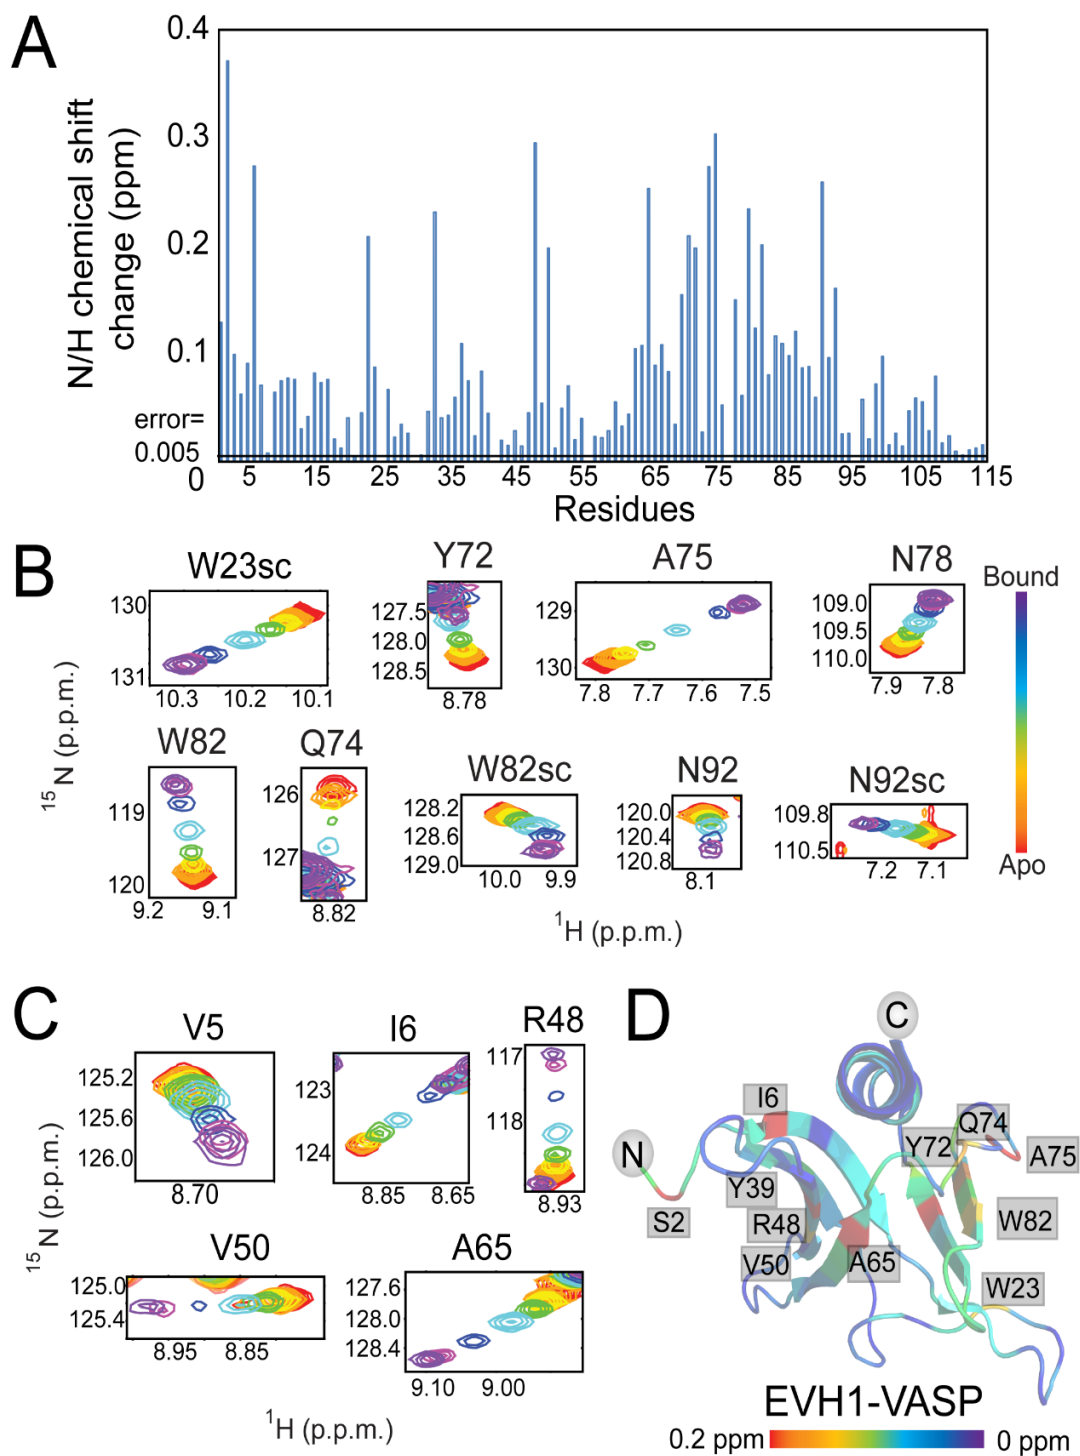 A
N/H chemical shift
change (ppm)
0.4
0.3
0.2
0.1
error=
0.005
0
5 15 25 35 45 55 65 75 85 95 105 115
Residues
B
W23sc
130
131
10.3 10.2 10.1
Y72
127.5
128.0
128.5
8.78
A75
129
130
7.8 7.7 7.6 7.5
N78
109.0
109.5
110.0
7.9 7.8
Bound
Apo
W82
119
120
9.2 9.1
Q74
126
127
8.82
W82sc
128.2
128.6
129.0
10.0 9.9
N92
120.0
120.4
120.8
8.1
N92sc
109.8
110.5
7.2 7.1
15N (p.p.m.)
1H (p.p.m.)
C
V5
125.2
125.6
126.0
8.70
I6
123
124
8.85 8.65
R48
117
118
8.93
V50
125.0
125.4
8.95 8.85
A65
127.6
128.0
128.4
9.10 9.00
15N (p.p.m.)
1H (p.p.m.)
D
C
N
I6
S2
Y39
R48
V50
A65
Y72
Q74
A75
W82
W23
EVH1-VASP
0.2 ppm 0 ppm